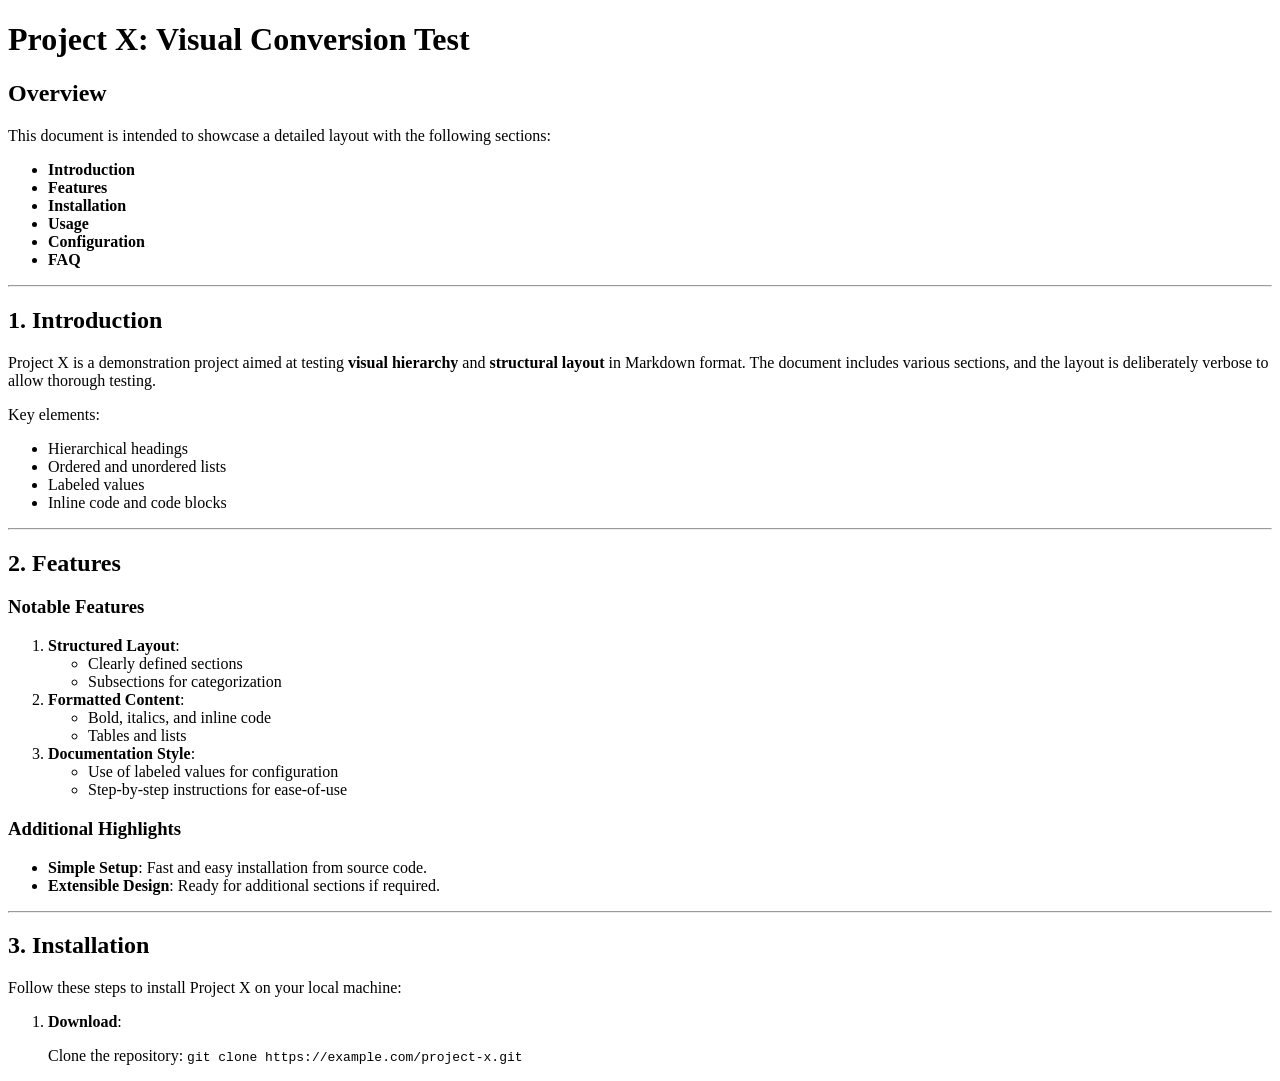 Project X: Visual Conversion Test
Overview
This document is intended to showcase a detailed layout with the following sections:
• Introduction
• Features
• Installation
• Usage
• Configuration
• FAQ
1. Introduction
Project X is a demonstration project aimed at testing visual hierarchy and structural layout in Markdown format. The document includes various sections, and the layout is deliberately verbose to
allow thorough testing.
Key elements:
• Hierarchical headings
• Ordered and unordered lists
• Labeled values
• Inline code and code blocks
2. Features
Notable Features
1. Structured Layout:
◦ Clearly defined sections
◦ Subsections for categorization
2. Formatted Content:
◦ Bold, italics, and inline code
◦ Tables and lists
3. Documentation Style:
◦ Use of labeled values for configuration
◦ Step-by-step instructions for ease-of-use
Additional Highlights
• Simple Setup: Fast and easy installation from source code.
• Extensible Design: Ready for additional sections if required.
3. Installation
Follow these steps to install Project X on your local machine:
1. Download:
Clone the repository: git clone https://example.com/project-x.git